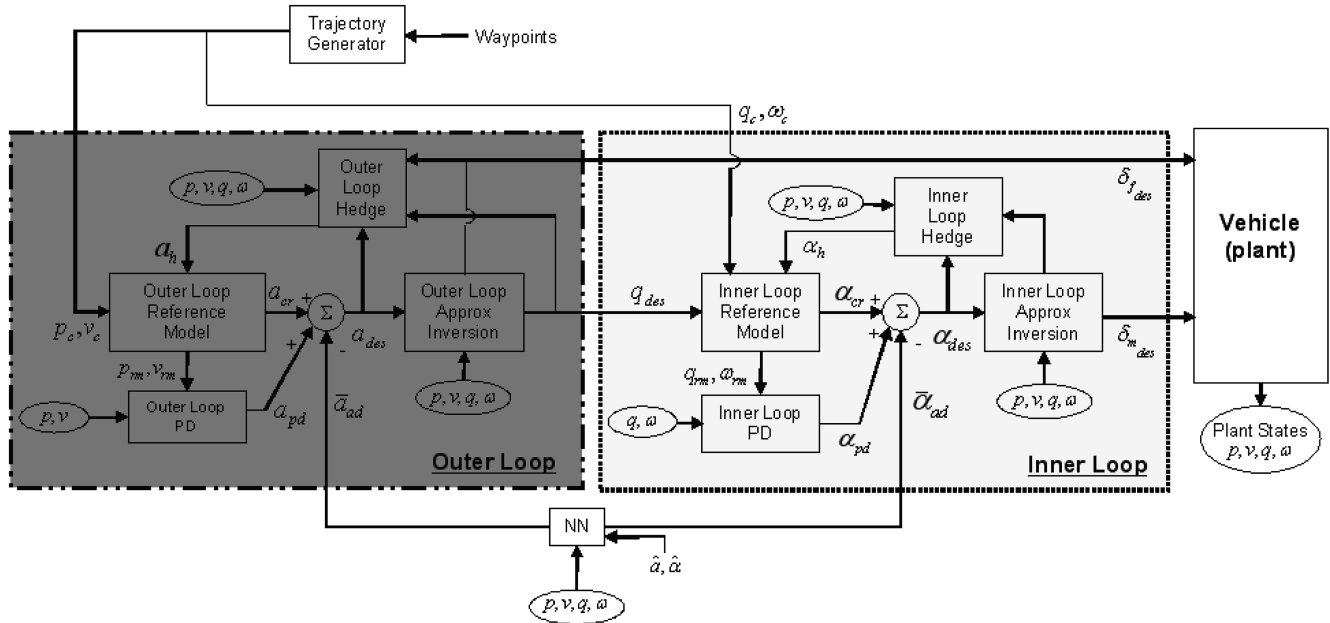 Trajectory
Generator
Waypoints
q_c, ω_c
Outer
Loop
Hedge
p, v, q, ω
a_h
Outer Loop
Reference
Model
p_c, v_c
a_cr
+
Σ
+
-
a_des
Outer Loop
Approx
Inversion
p_rm, v_rm
p, v
Outer Loop
PD
a_pd
ā_ad
p, v, q, ω
Outer Loop
q_des
Inner
Loop
Hedge
p, v, q, ω
α_h
Inner Loop
Reference
Model
α_cr
+
Σ
+
-
α_des
Inner Loop
Approx
Inversion
q_rm, ω_rm
q, ω
Inner Loop
PD
α_pd
ᾱ_ad
p, v, q, ω
Inner Loop
δ_f_des
δ_m_des
Vehicle
(plant)
Plant States
p, v, q, ω
NN
â, α̂
p, v, q, ω